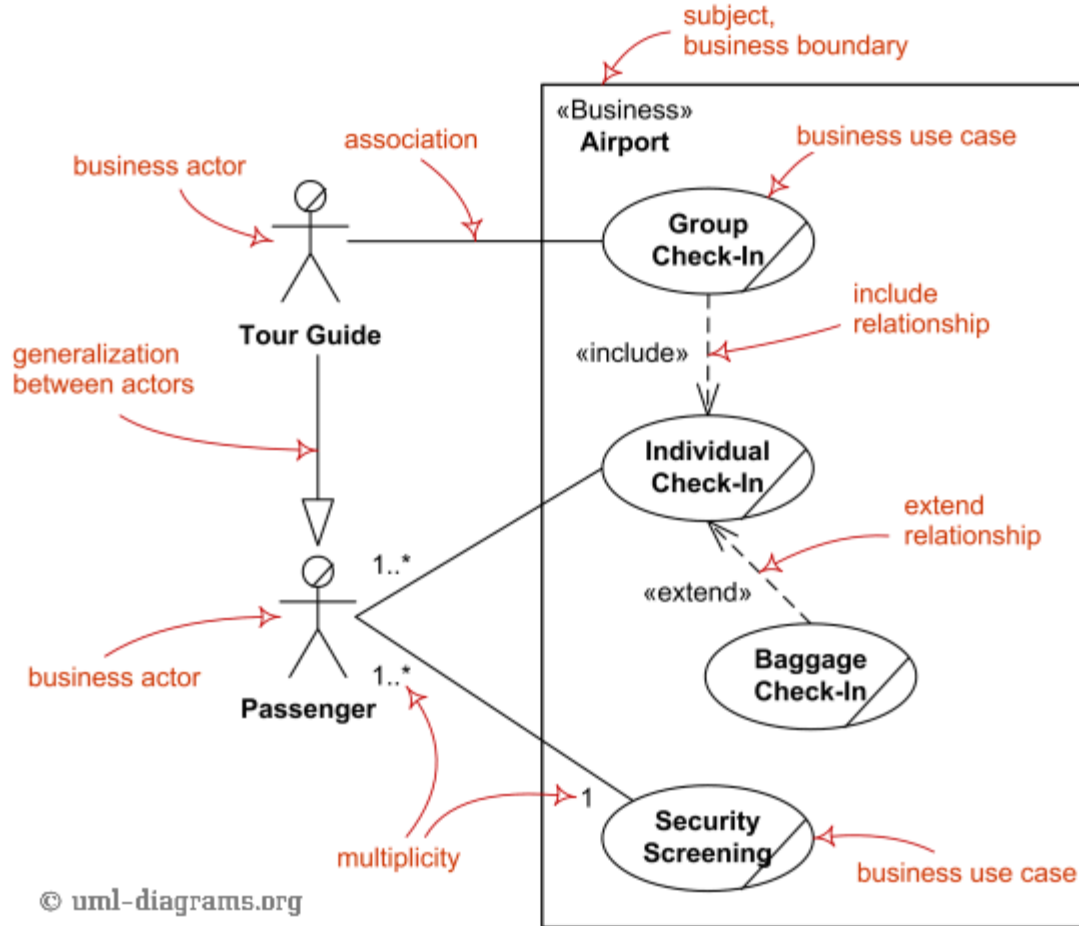 subject,
business boundary
«Business»
Airport
business use case
association
business actor
Group
Check-In
Tour Guide
include
relationship
«include»
generalization
between actors
Individual
Check-In
extend
relationship
1..*
«extend»
business actor
1..*
Passenger
Baggage
Check-In
1
multiplicity
Security
Screening
business use case
© uml-diagrams.org